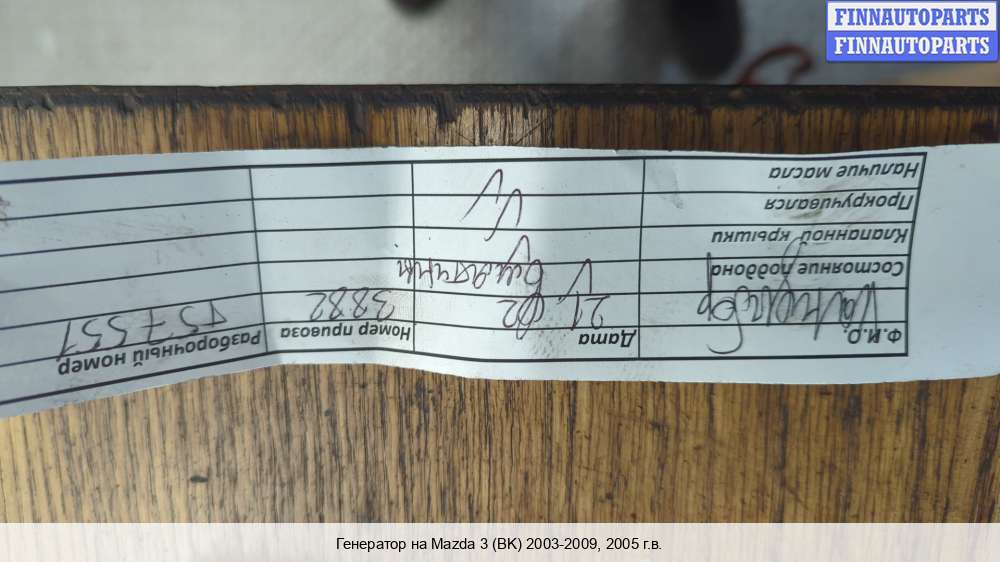 FINNAUTOPARTS
FINNAUTOPARTS
Ф.И.О. Дата Номер привоза Разборочный номер
21 02 3882 157551
Состояние поддона
Клапанной крышки
Прокручивался
Наличие масла
Генератор на Mazda 3 (BK) 2003-2009, 2005 г.в.